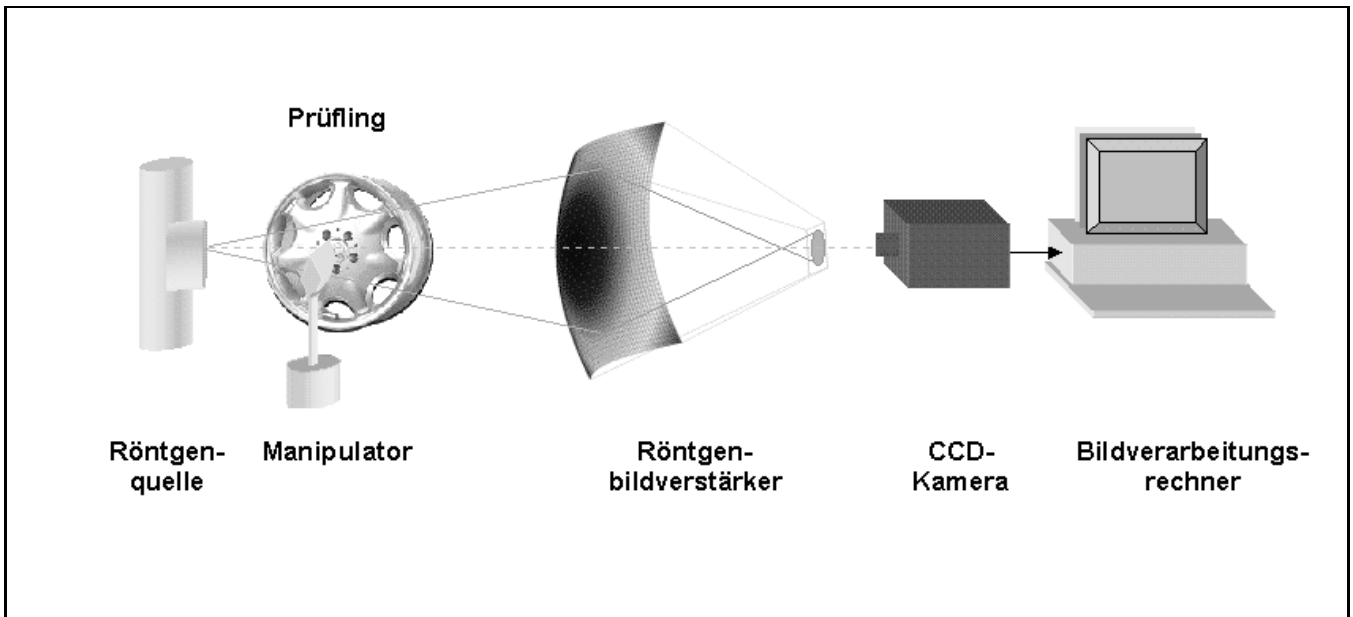 Prüfling
Röntgen-
quelle
Manipulator
Röntgen-
bildverstärker
CCD-
Kamera
Bildverarbeitungs-
rechner